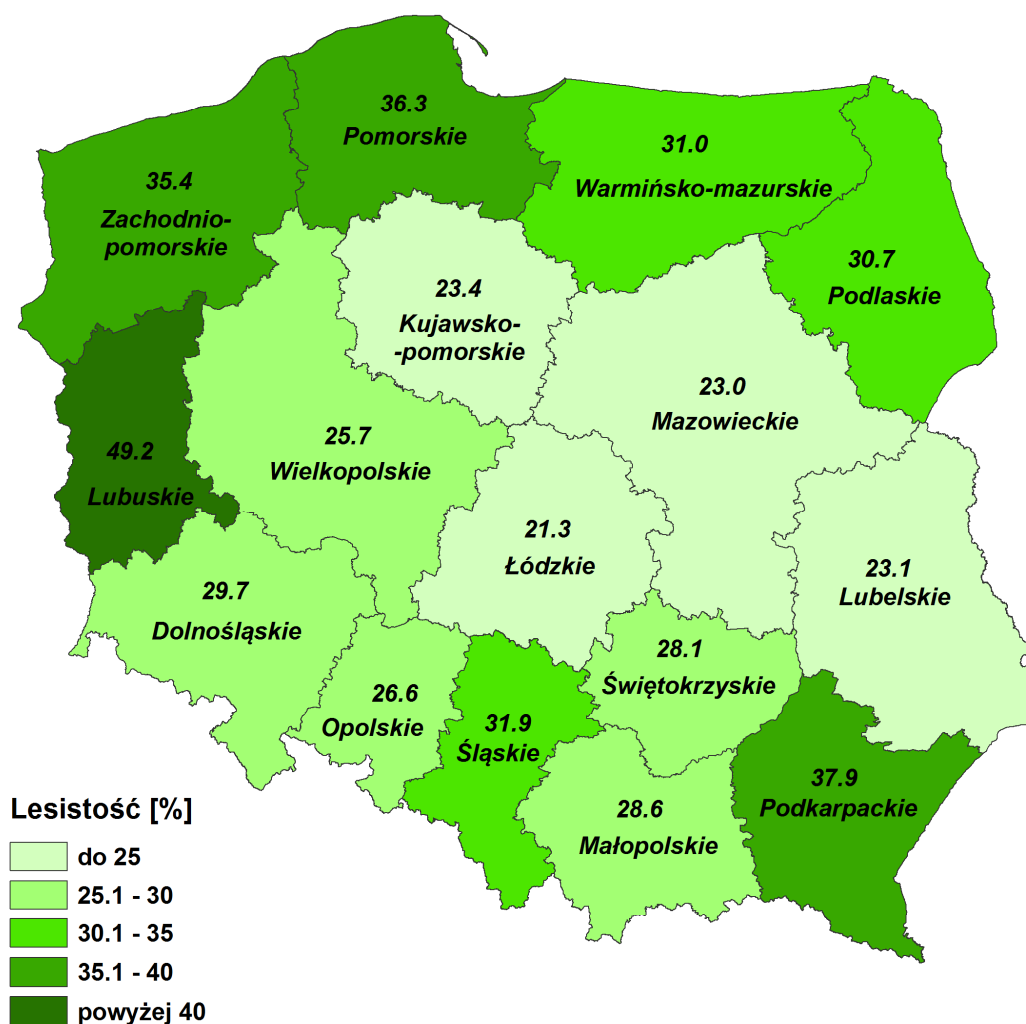 36.3
Pomorskie
31.0
Warmińsko-mazurskie
35.4
Zachodnio-
pomorskie
30.7
Podlaskie
23.4
Kujawsko-
-pomorskie
23.0
Mazowieckie
25.7
Wielkopolskie
49.2
Lubuskie
21.3
Łódzkie
23.1
Lubelskie
29.7
Dolnośląskie
28.1
Świętokrzyskie
26.6
Opolskie
31.9
Śląskie
37.9
Podkarpackie
28.6
Małopolskie
Lesistość [%]
do 25
25.1 - 30
30.1 - 35
35.1 - 40
powyżej 40